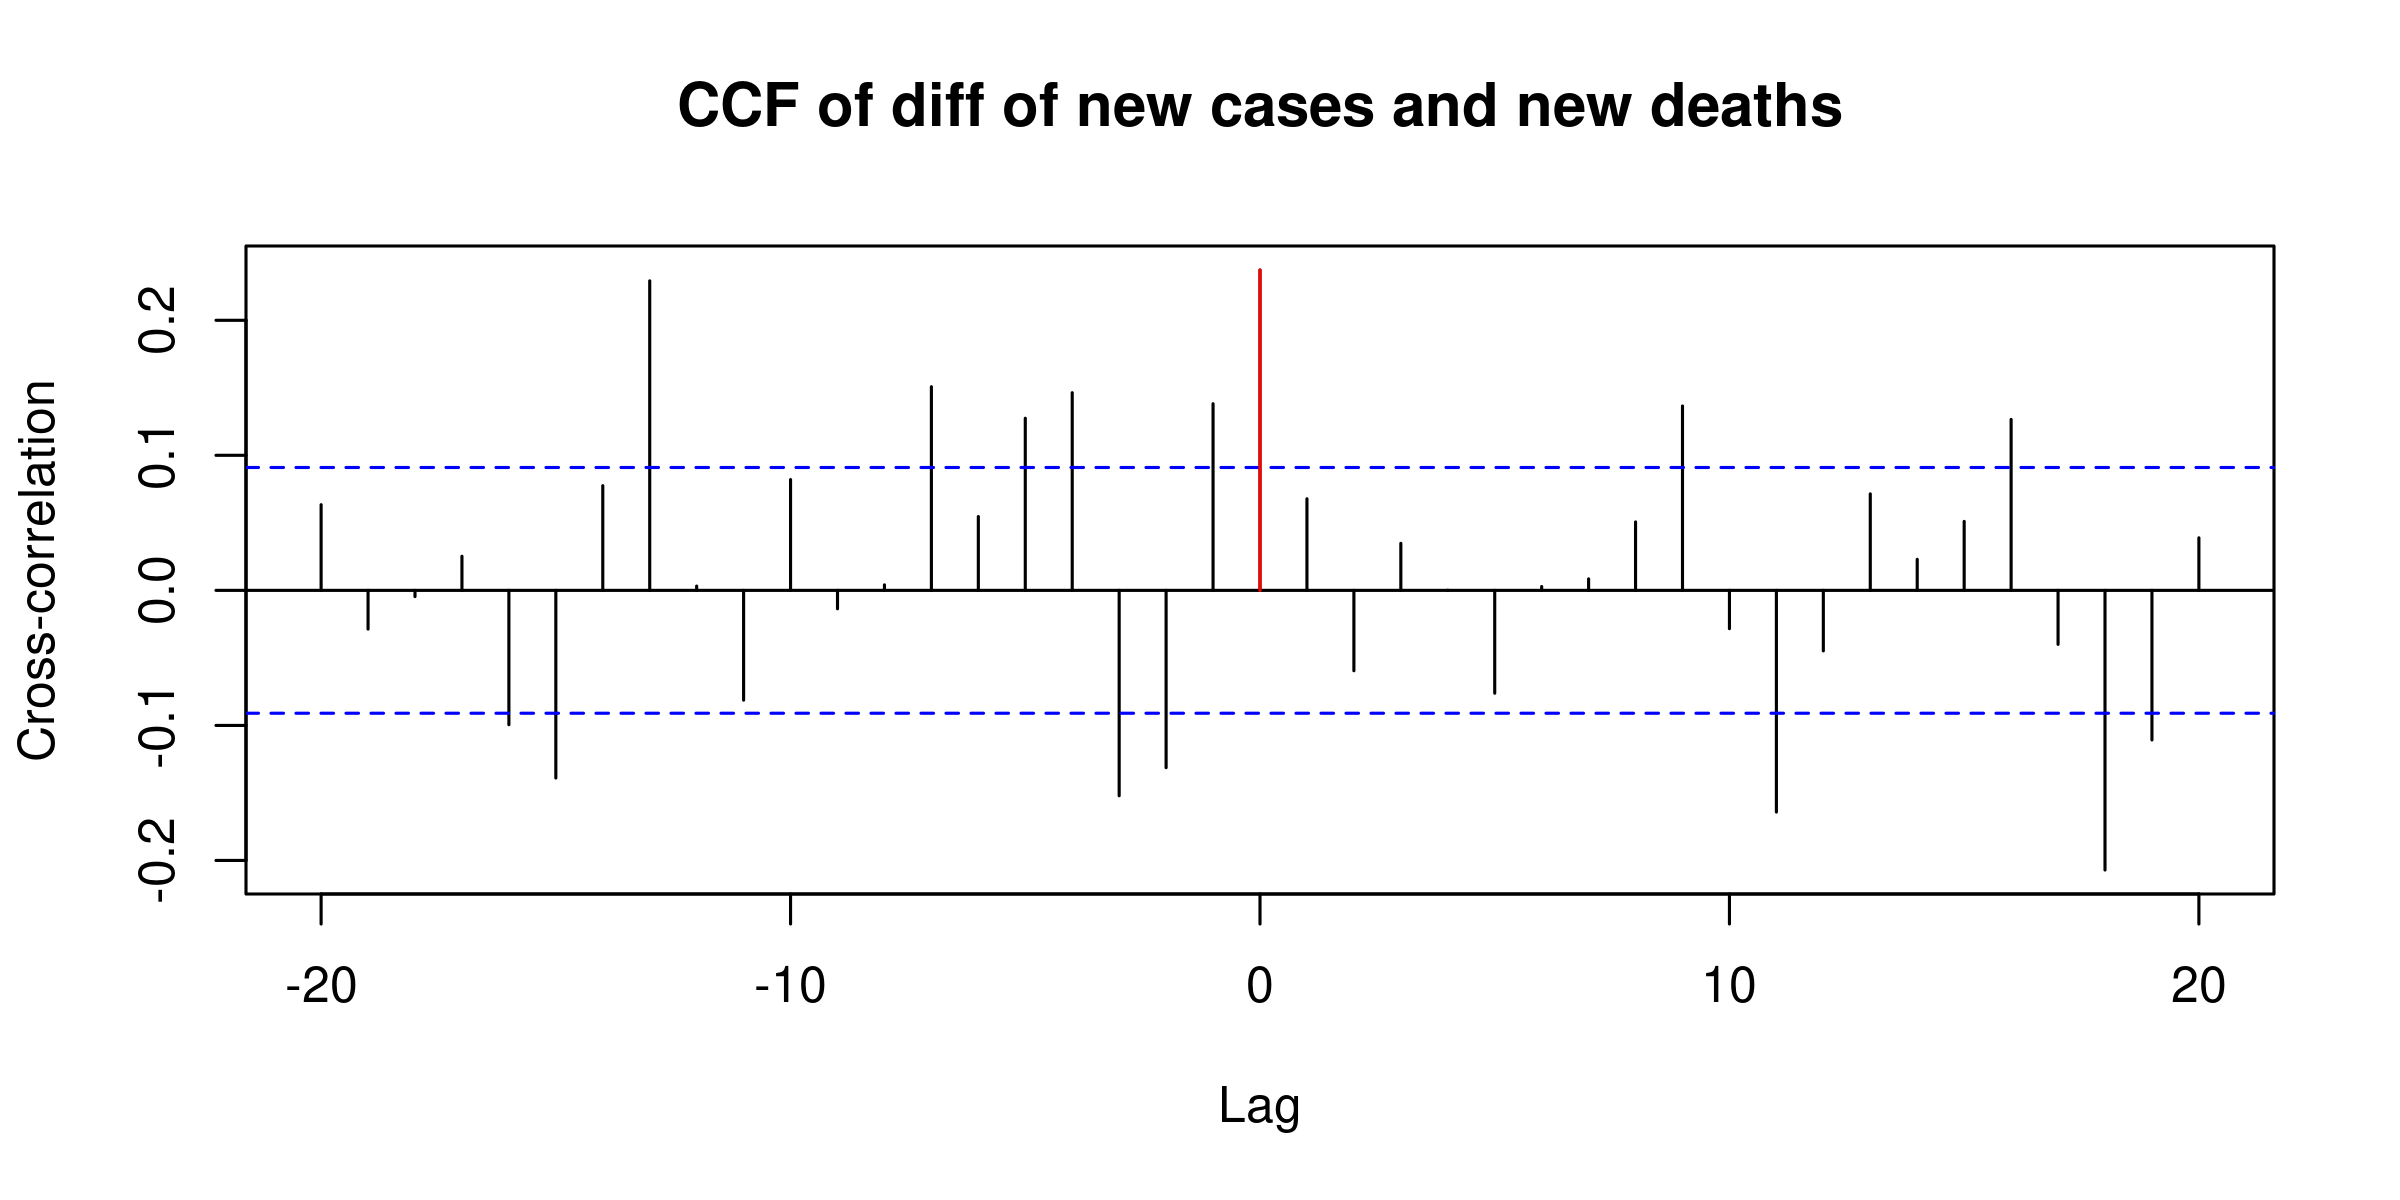 CCF of diff of new cases and new deaths
Cross-correlation
0.2
0.1
0.0
-0.1
-0.2
-20 -10 0 10 20
Lag